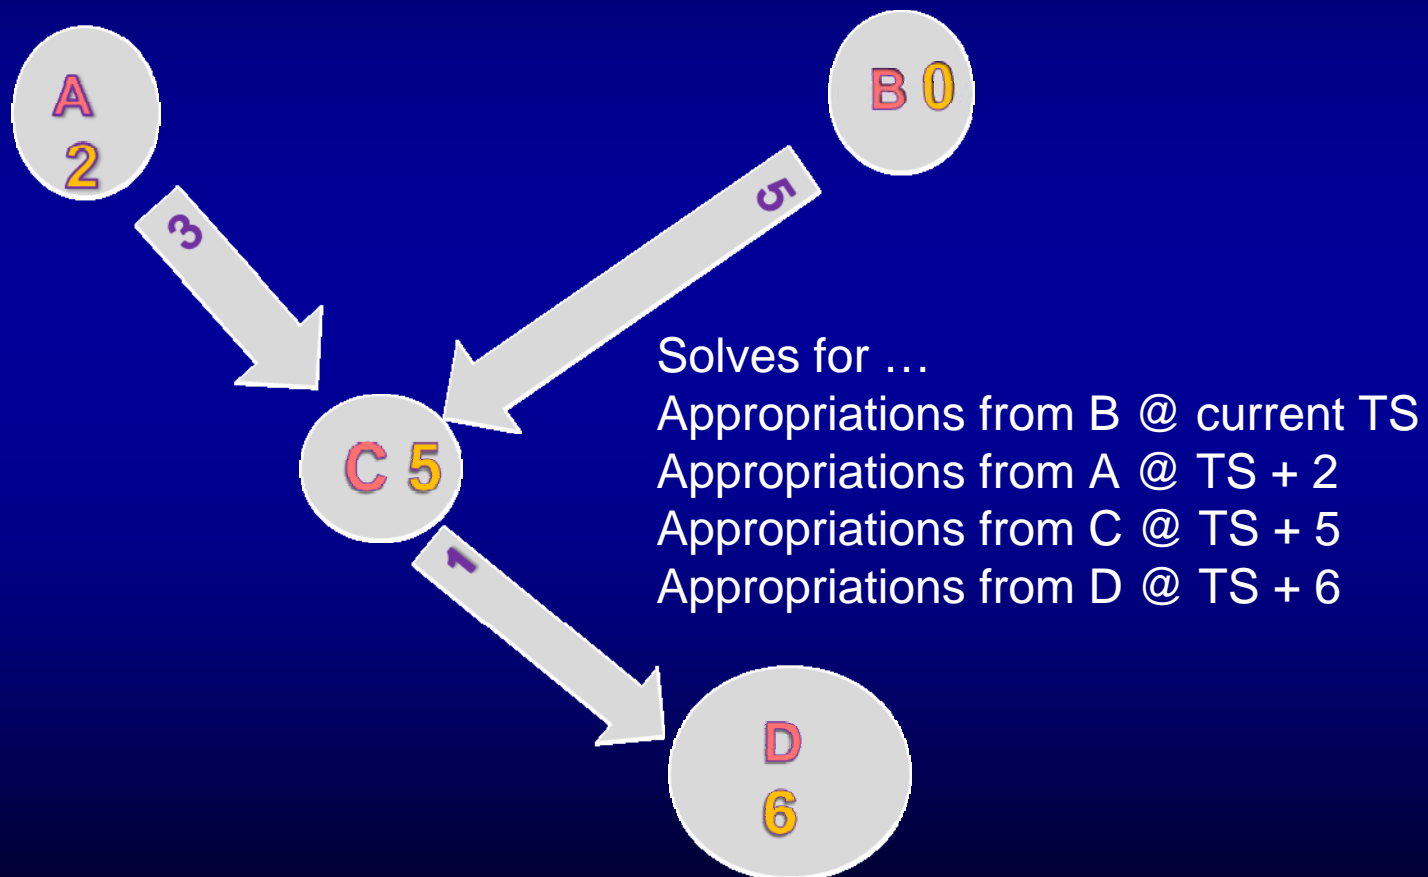 A
2
B 0
3
5
Solves for …
Appropriations from B @ current TS
Appropriations from A @ TS + 2
Appropriations from C @ TS + 5
Appropriations from D @ TS + 6
C 5
1
D
6